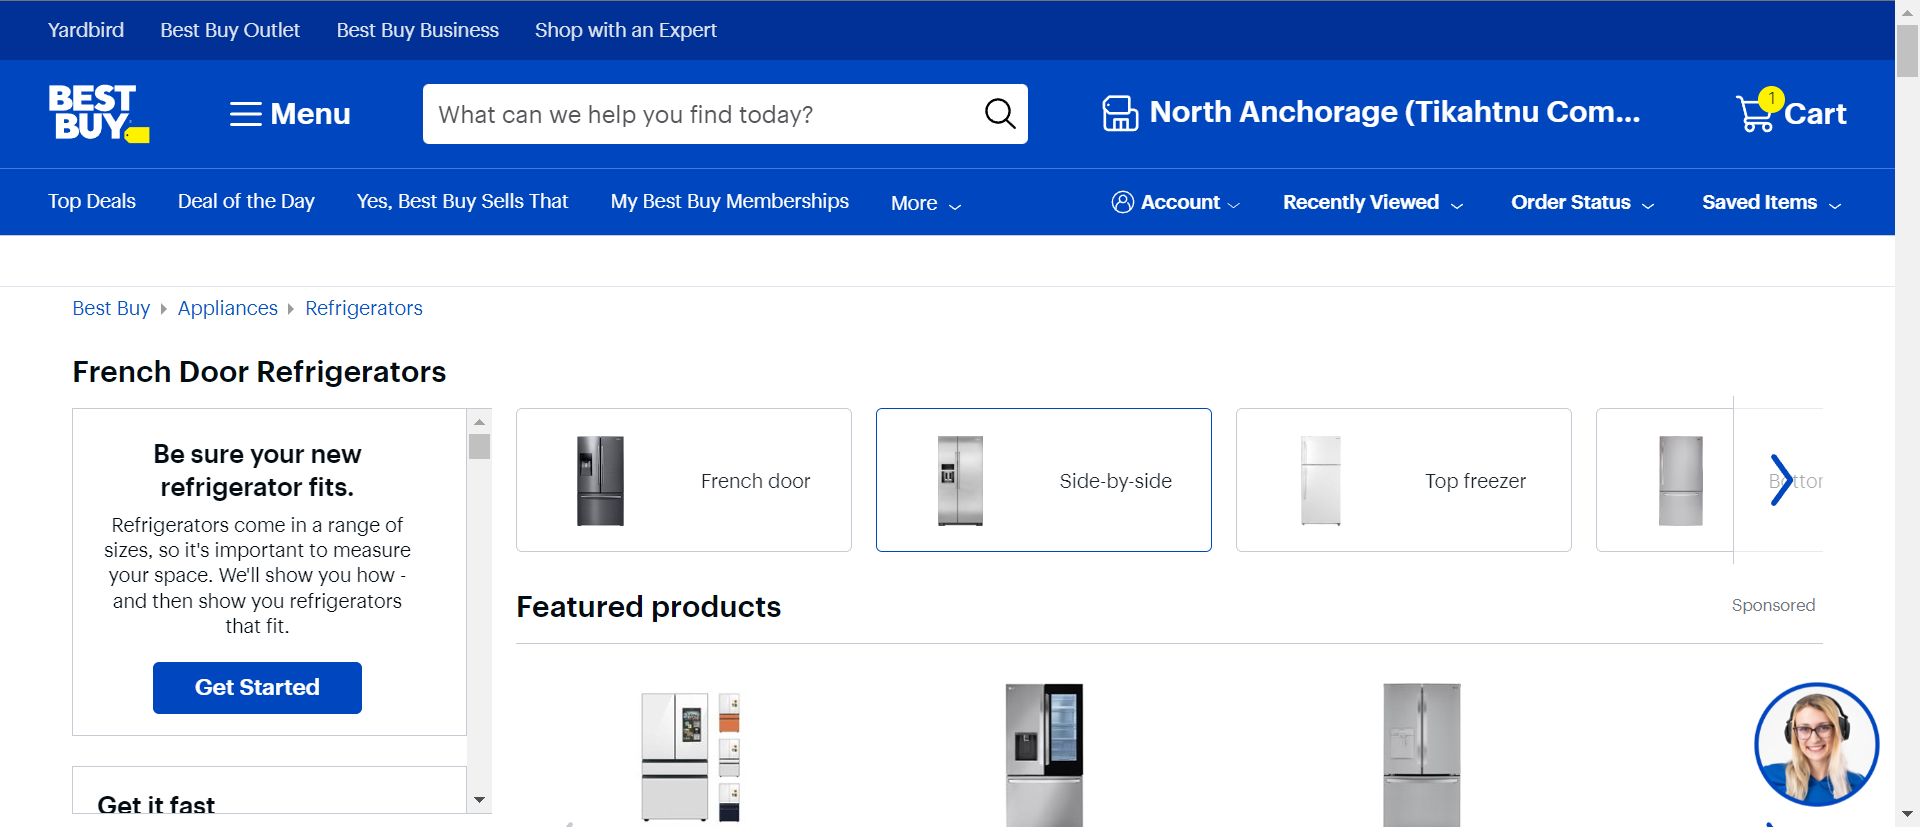 Yardbird
Best Buy Outlet
Best Buy Business
Shop with an Expert
BEST
BUY
Menu
What can we help you find today?
North Anchorage (Tikahtnu Com...
1
Cart
Top Deals
Deal of the Day
Yes, Best Buy Sells That
My Best Buy Memberships
More
Account
Recently Viewed
Order Status
Saved Items
Best Buy
Appliances
Refrigerators
French Door Refrigerators
Be sure your new
refrigerator fits.
Refrigerators come in a range of
sizes, so it's important to measure
your space. We'll show you how -
and then show you refrigerators
that fit.
Get Started
Get it fast
French door
Side-by-side
Top freezer
Featured products
Sponsored